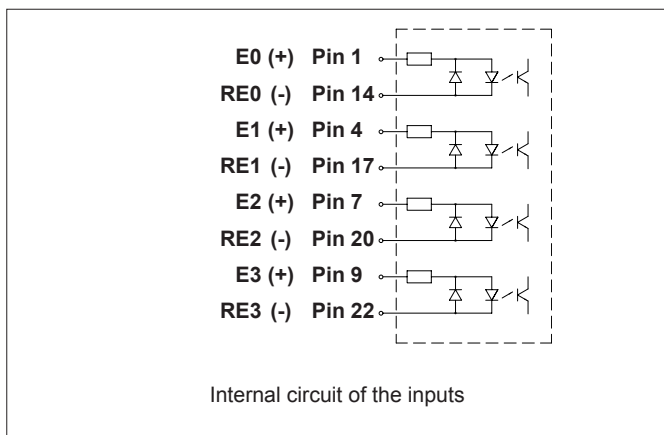 E0 (+) Pin 1
RE0 (-) Pin 14
E1 (+) Pin 4
RE1 (-) Pin 17
E2 (+) Pin 7
RE2 (-) Pin 20
E3 (+) Pin 9
RE3 (-) Pin 22
Internal circuit of the inputs